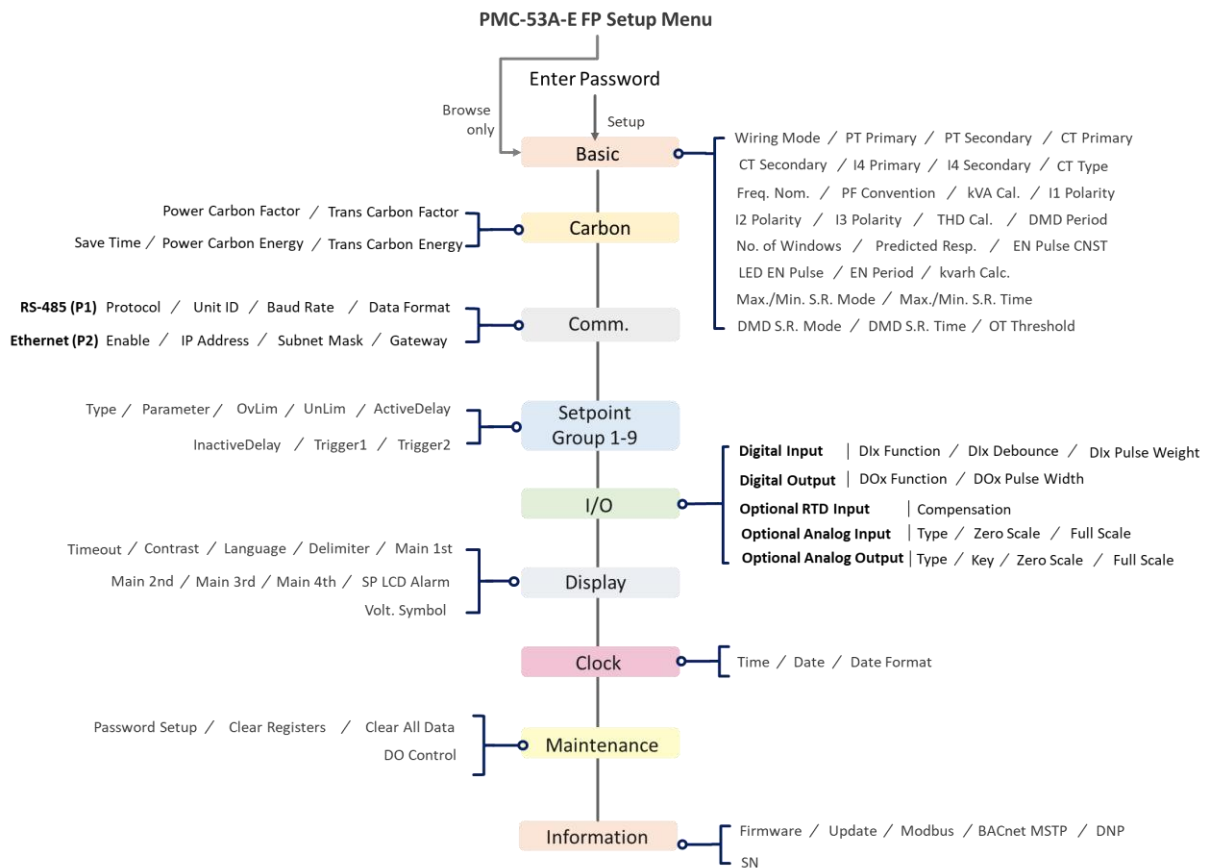 PMC-53A-E FP Setup Menu
Enter Password
Browse only
Setup
Basic
Wiring Mode / PT Primary / PT Secondary / CT Primary
CT Secondary / I4 Primary / I4 Secondary / CT Type
Freq. Nom. / PF Convention / kVA Cal. / I1 Polarity
I2 Polarity / I3 Polarity / THD Cal. / DMD Period
No. of Windows / Predicted Resp. / EN Pulse CNST
LED EN Pulse / EN Period / kvarh Calc.
Max./Min. S.R. Mode / Max./Min. S.R. Time
DMD S.R. Mode / DMD S.R. Time / OT Threshold
Power Carbon Factor / Trans Carbon Factor
Save Time / Power Carbon Energy / Trans Carbon Energy
Carbon
RS-485 (P1) Protocol / Unit ID / Baud Rate / Data Format
Ethernet (P2) Enable / IP Address / Subnet Mask / Gateway
Comm.
Type / Parameter / OvLim / UnLim / ActiveDelay
InactiveDelay / Trigger1 / Trigger2
Setpoint
Group 1-9
I/O
Digital Input | DIx Function / DIx Debounce / DIx Pulse Weight
Digital Output | DOx Function / DOx Pulse Width
Optional RTD Input | Compensation
Optional Analog Input | Type / Zero Scale / Full Scale
Optional Analog Output | Type / Key / Zero Scale / Full Scale
Timeout / Contrast / Language / Delimiter / Main 1st
Main 2nd / Main 3rd / Main 4th / SP LCD Alarm
Volt. Symbol
Display
Clock
Time / Date / Date Format
Password Setup / Clear Registers / Clear All Data
DO Control
Maintenance
Information
Firmware / Update / Modbus / BACnet MSTP / DNP
SN